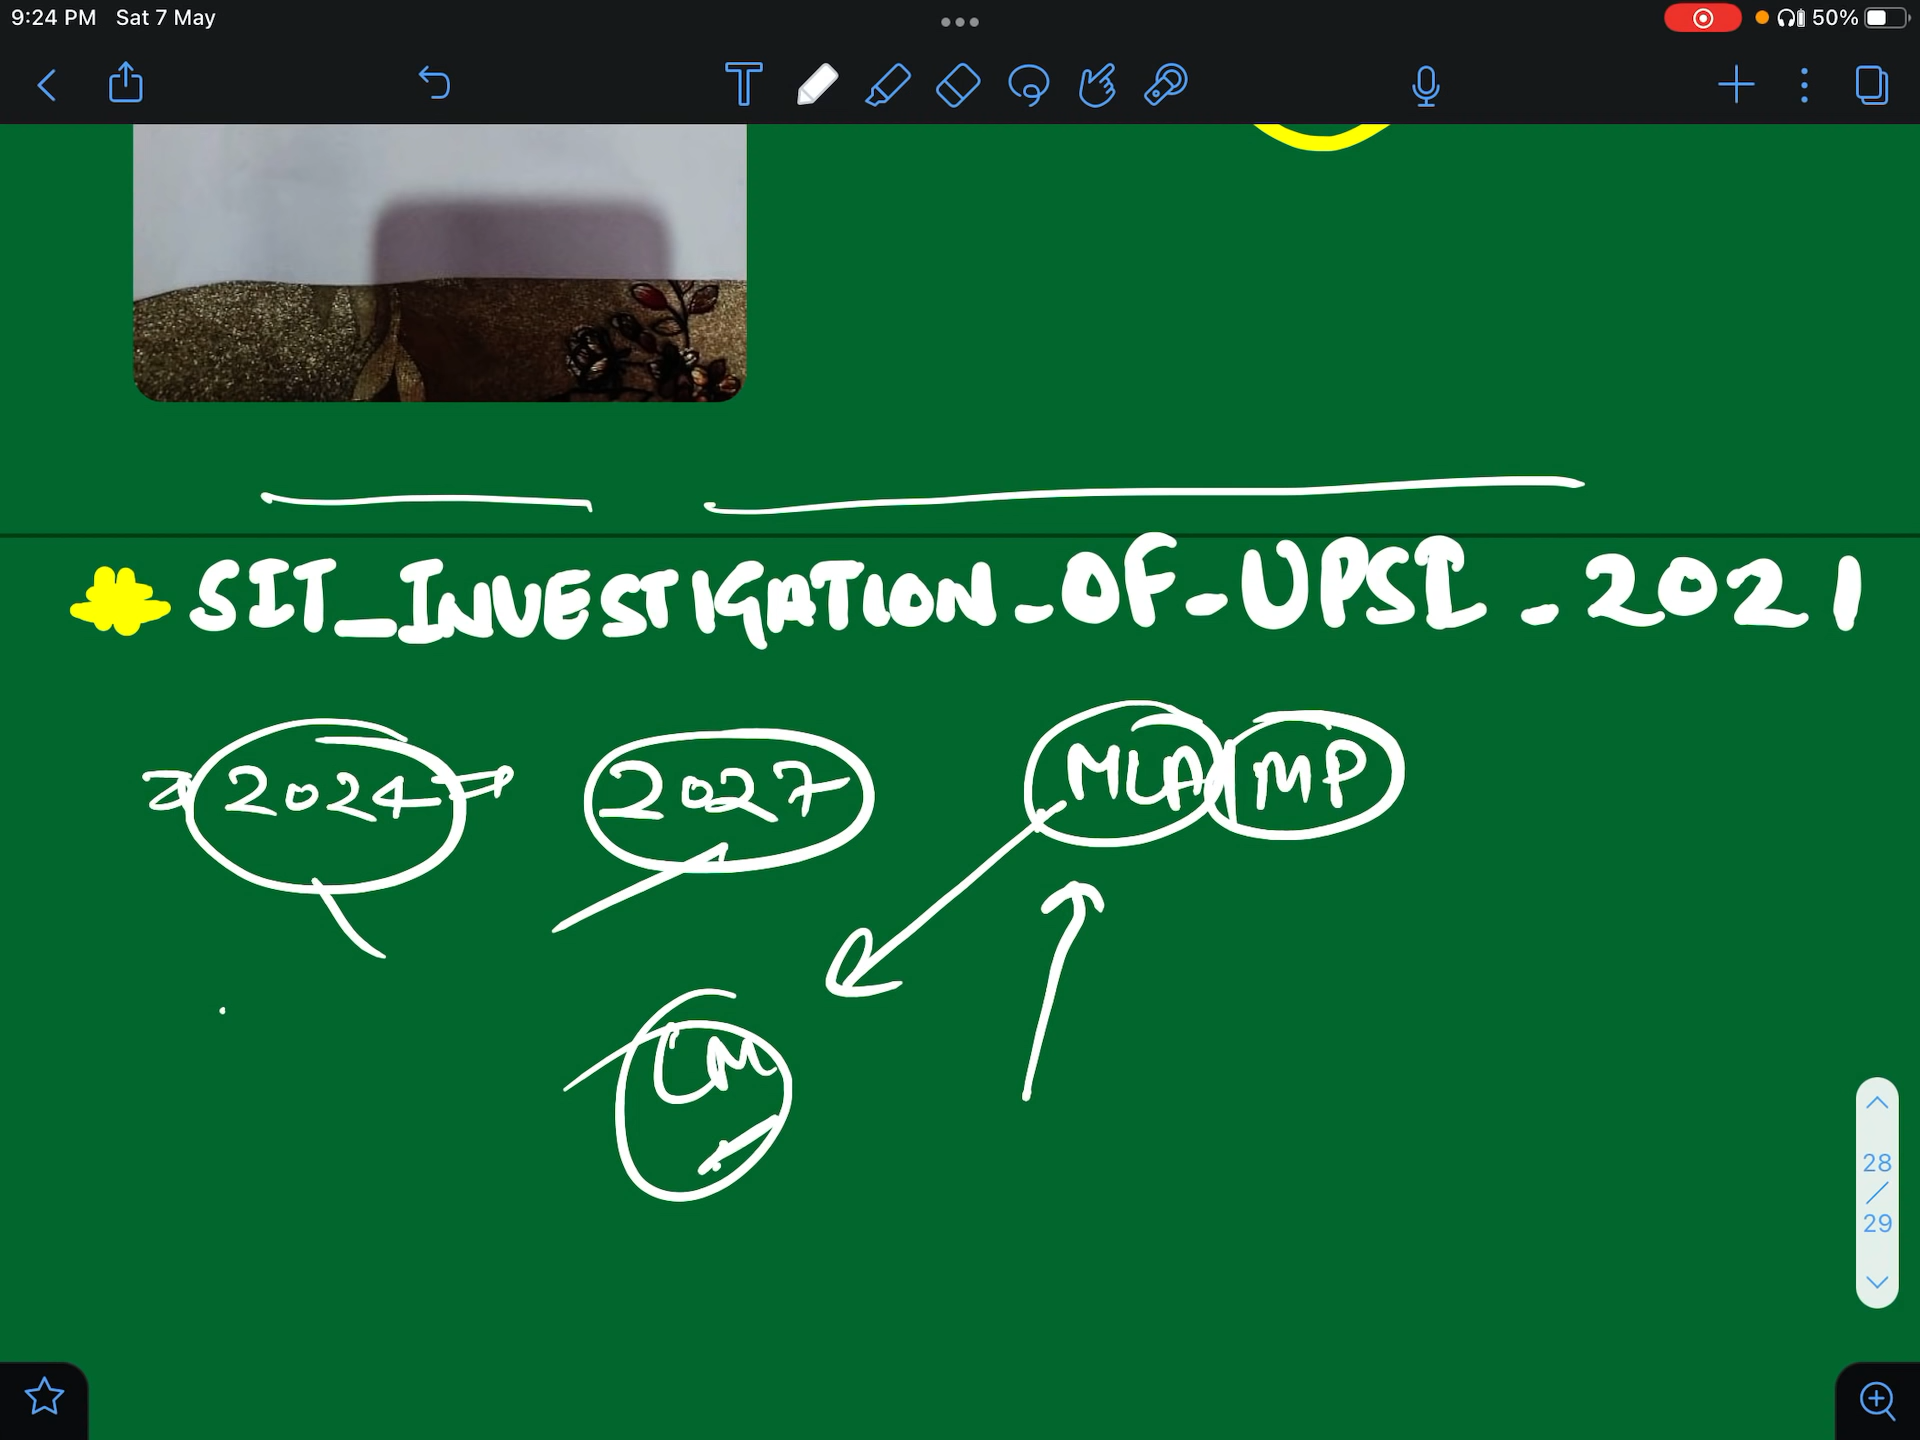 9:24 PM Sat 7 May 50%
# SIT_INVESTIGATION_OF_UPSI_2021
2024 2027 MLA/MP
CM
28
/
29